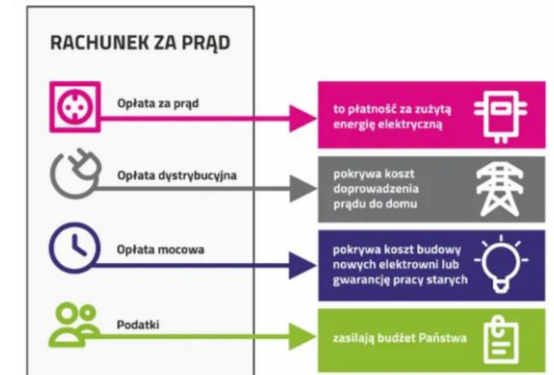 RACHUNEK ZA PRĄD
Opłata za prąd
to płatność za zużytą
energię elektryczną
Opłata dystrybucyjna
pokrywa koszt
doprowadzenia
prądu do domu
Opłata mocowa
pokrywa koszt budowy
nowych elektrowni lub
gwarancję pracy starych
Podatki
zasilają budżet Państwa